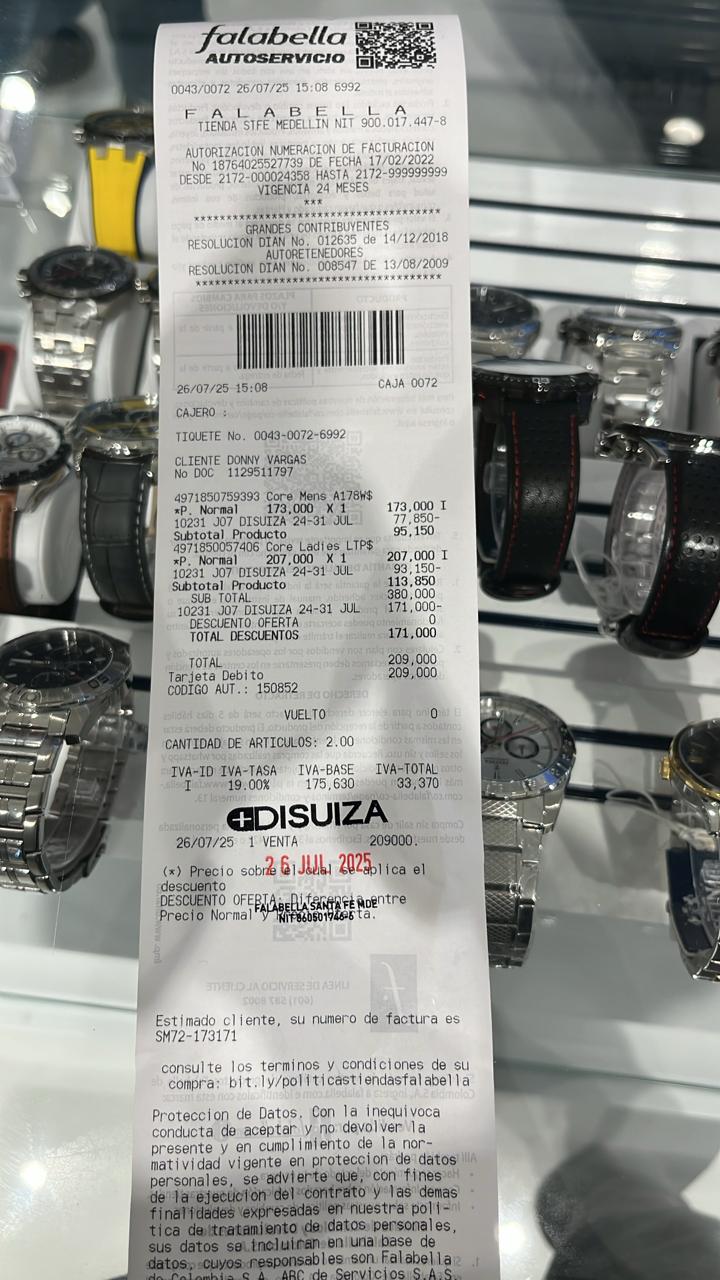 falabella
AUTOSERVICIO
0043/0072 26/07/25 15:08 6992
F A L A B E L L A
TIENDA STFE MEDELLIN NIT 900.017.447-8
AUTORIZACION NUMERACION DE FACTURACION
No 18764025527739 DE FECHA 17/02/2022
DESDE 2172-000024358 HASTA 2172-999999999
VIGENCIA 24 MESES
***
****************************************
GRANDES CONTRIBUYENTES
RESOLUCION DIAN No. 012635 de 14/12/2018
AUTORETENEDORES
RESOLUCION DIAN No. 008547 DE 13/08/2009
****************************************
26/07/25 15:08 CAJA 0072
CAJERO :
TIQUETE No. 0043-0072-6992
CLIENTE DONNY VARGAS
No DOC 1129511797
4971850759393 Core Mens A178W$
*P. Normal 173,000 X 1 173,000 I
10231 J07 DISUIZA 24-31 JUL 77,850-
Subtotal Producto 95,150
4971850057406 Core Ladies LTP$
*P. Normal 207,000 X 1 207,000 I
10231 J07 DISUIZA 24-31 JUL 93,150-
Subtotal Producto 113,850
SUB TOTAL 380,000
10231 J07 DISUIZA 24-31 JUL 171,000-
DESCUENTO OFERTA 0
TOTAL DESCUENTOS 171,000
TOTAL 209,000
Tarjeta Debito 209,000
CODIGO AUT.: 150852
VUELTO 0
CANTIDAD DE ARTICULOS: 2.00
IVA-ID IVA-TASA IVA-BASE IVA-TOTAL
I 19.00% 175,630 33,370
DISUIZA
26/07/25 1 VENTA 209000.
26 JUL 2025
(*) Precio sobre el cual se aplica el
descuento
DESCUENTO OFERTA: Diferencia entre
FALABELLA SANTA FE MDE
Precio Normal y
NIT 860501746-6
Estimado cliente, su numero de factura es
SM72-173171
consulte los terminos y condiciones de su
compra: bit.ly/politicastiendasfalabella
Proteccion de Datos. Con la inequivoca
conducta de aceptar y no devolver la
presente y en cumplimiento de la nor-
matividad vigente en proteccion de datos
personales, se advierte que, con fines
de la ejecucion del contrato y las demas
finalidades expresadas en nuestra poli-
tica de tratamiento de datos personales,
sus datos se incluiran en una base de
datos, cuyos responsables son Falabella
de Colombia S.A. ABC de Servicios S.A.S.